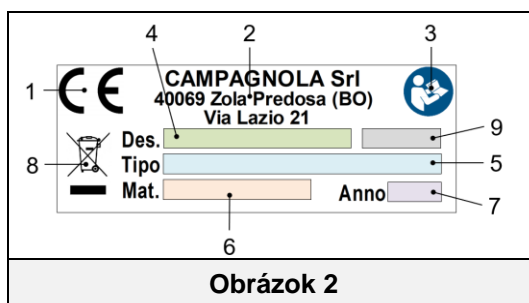 4 2 3
CE
1
CAMPAGNOLA Srl
40069 Zola Predosa (BO)
Via Lazio 21
Des.
9
8
Tipo
5
Mat.
Anno
7
6
Obrázok 2